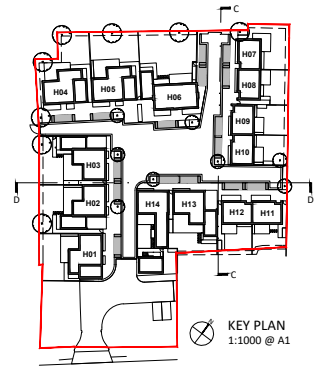 C
H07
H04
H05
H06
H08
H09
H10
H03
D
D
H02
H14
H13
H12
H11
H01
C
KEY PLAN
1:1000 @ A1